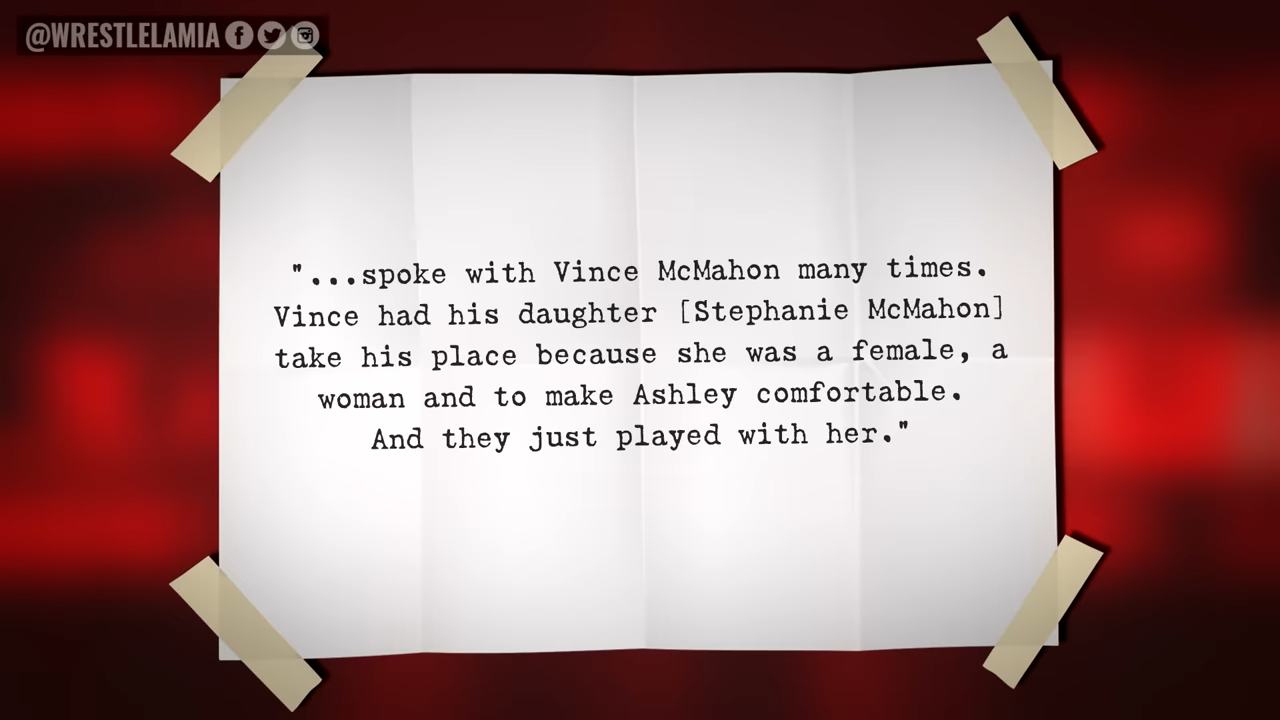 @WRESTLELAMIA
"...spoke with Vince McMahon many times.
Vince had his daughter [Stephanie McMahon]
take his place because she was a female, a
woman and to make Ashley comfortable.
And they just played with her."